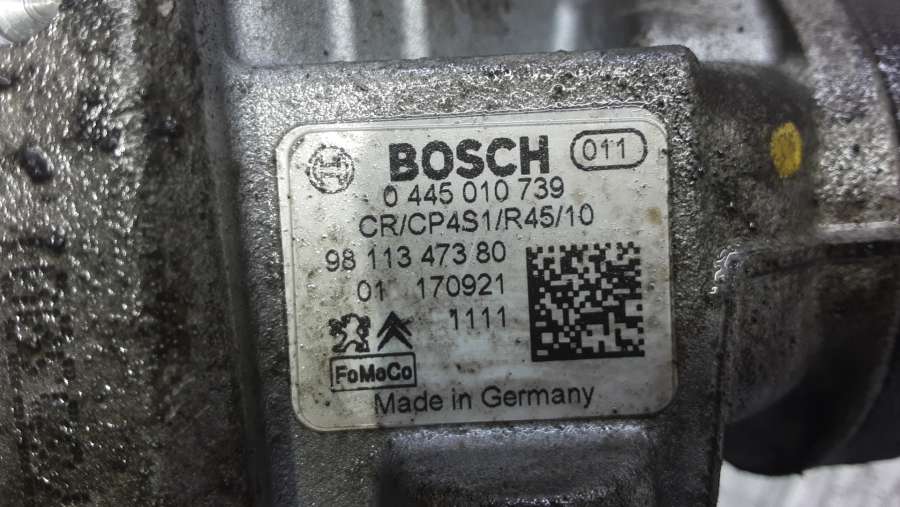 BOSCH 011
0 445 010 739
CR/CP4S1/R45/10
98 113 473 80
01 170921
1111
FoMoCo
Made in Germany